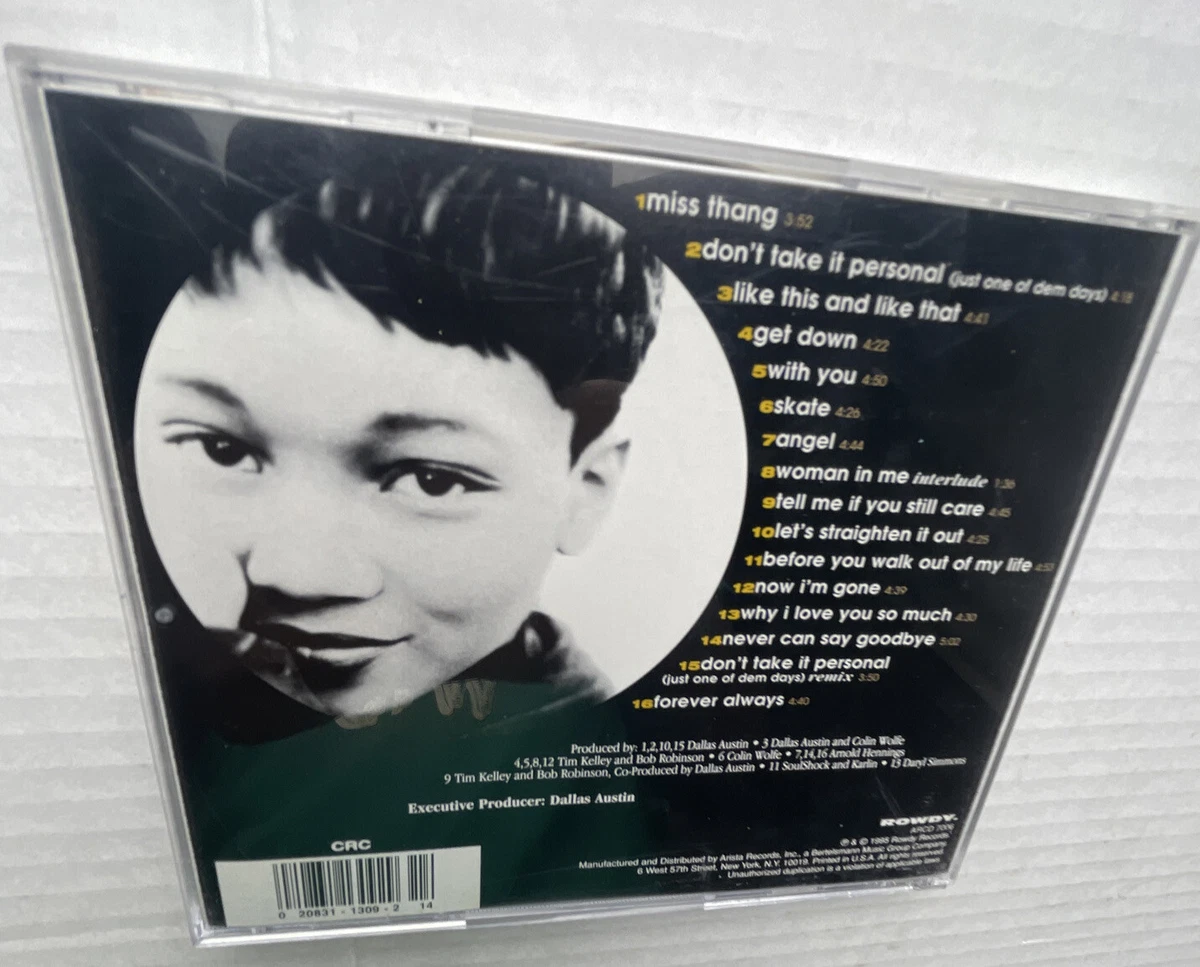 1miss thang 3:52
2don't take it personal (just one of dem days) 4:18
3like this and like that 4:41
4get down 4:22
5with you 4:50
6skate 4:26
7angel 4:44
8woman in me interlude 1:36
9tell me if you still care 4:45
10let's straighten it out 4:25
11before you walk out of my life
12now i'm gone 4:39
13why i love you so much 4:30
14never can say goodbye 5:02
15don't take it personal
(just one of dem days) remix 3:50
16forever always 4:40
Produced by: 1,2,10,15 Dallas Austin • 3 Dallas Austin and Colin Wolfe
4,5,8,12 Tim Kelley and Bob Robinson • 6 Colin Wolfe • 7,14,16 Arnold Hennings
9 Tim Kelley and Bob Robinson, Co-Produced by Dallas Austin • 11 SoulShock and Karlin • 13 Daryl Simmons
Executive Producer: Dallas Austin
ROWDY
ARCD
℗ & © 1995 Rowdy Records.
Manufactured and Distributed by Arista Records, Inc., a Bertelsmann Music Group Company.
6 West 57th Street, New York, N.Y. 10019. Printed in U.S.A. All rights reserved.
Unauthorized duplication is a violation of applicable laws.
CRC
0 20831-1309-2 14